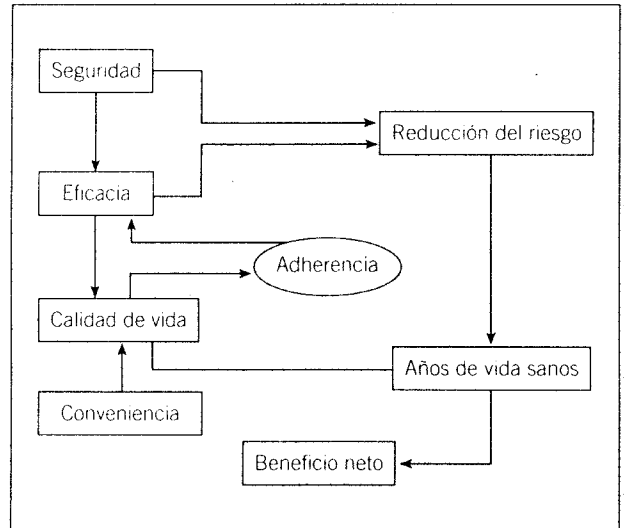 Seguridad
Reducción del riesgo
Eficacia
Adherencia
Calidad de vida
Años de vida sanos
Conveniencia
Beneficio neto